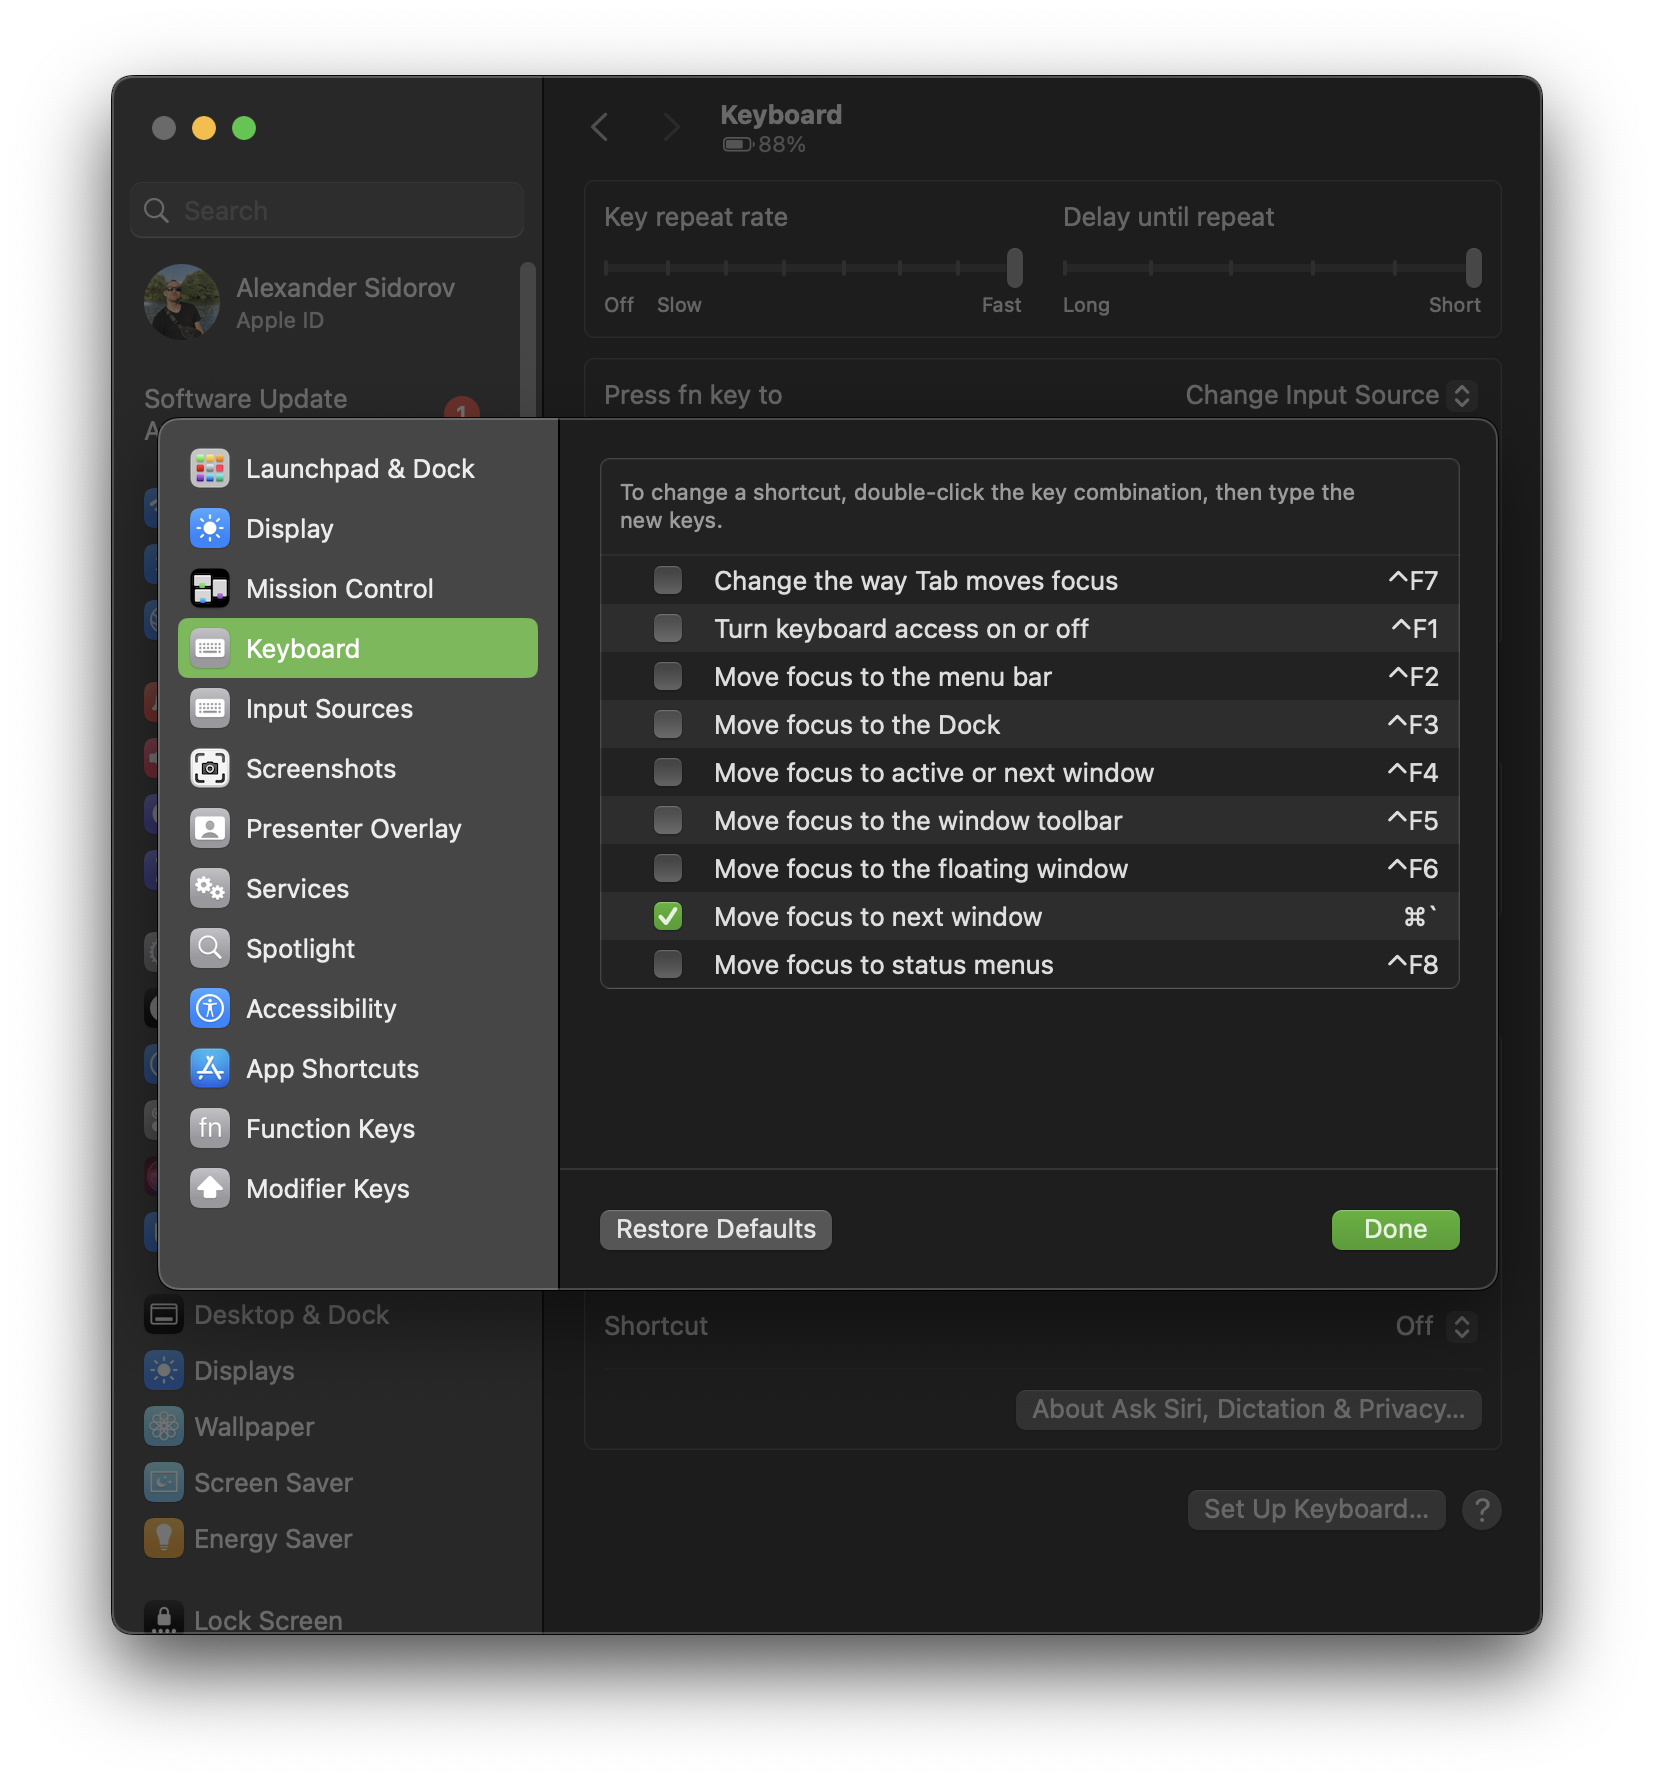 Keyboard
88%
Search
Alexander Sidorov
Apple ID
Software Update
1
Key repeat rate
Delay until repeat
Off
Slow
Fast
Long
Short
Press fn key to
Change Input Source
Launchpad & Dock
Display
Mission Control
Keyboard
Input Sources
Screenshots
Presenter Overlay
Services
Spotlight
Accessibility
App Shortcuts
fn Function Keys
Modifier Keys
To change a shortcut, double-click the key combination, then type the
new keys.
Change the way Tab moves focus ^F7
Turn keyboard access on or off ^F1
Move focus to the menu bar ^F2
Move focus to the Dock ^F3
Move focus to active or next window ^F4
Move focus to the window toolbar ^F5
Move focus to the floating window ^F6
Move focus to next window ⌘`
Move focus to status menus ^F8
Restore Defaults
Done
Desktop & Dock
Displays
Wallpaper
Screen Saver
Energy Saver
Lock Screen
Shortcut
Off
About Ask Siri, Dictation & Privacy...
Set Up Keyboard...
?